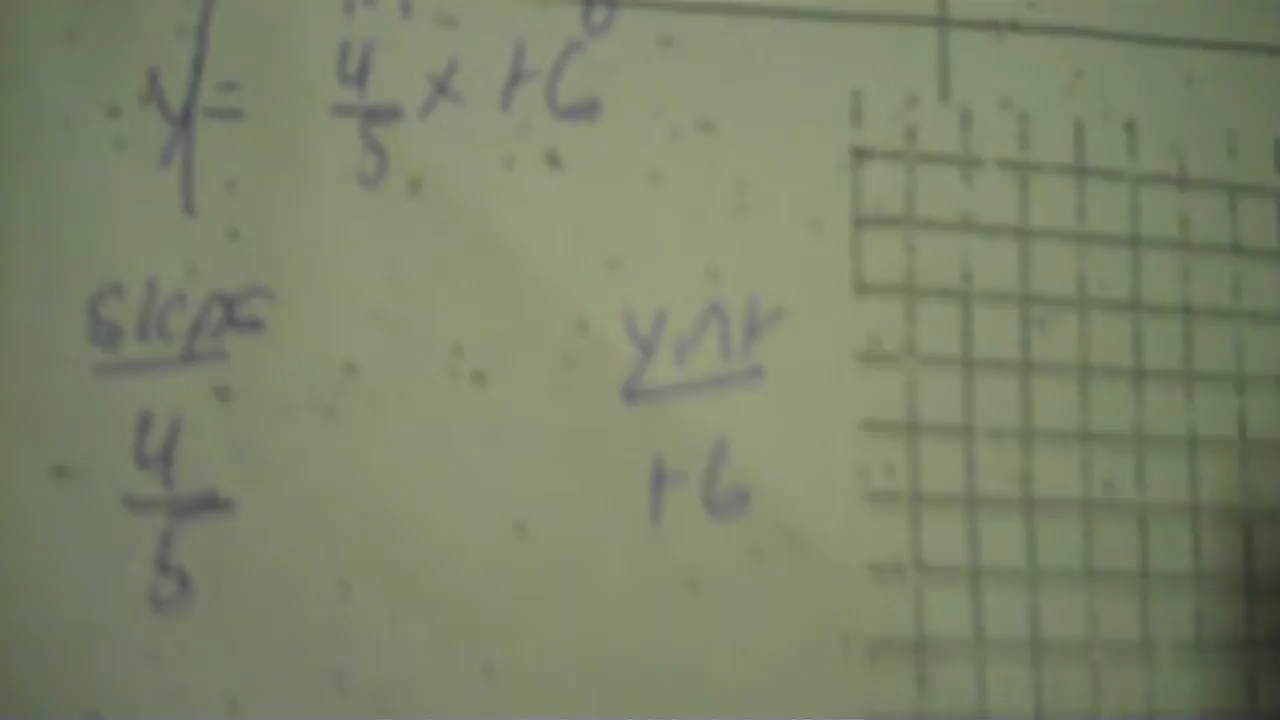 m b
y = 4/5 x +6
slope y int
4/5 +6